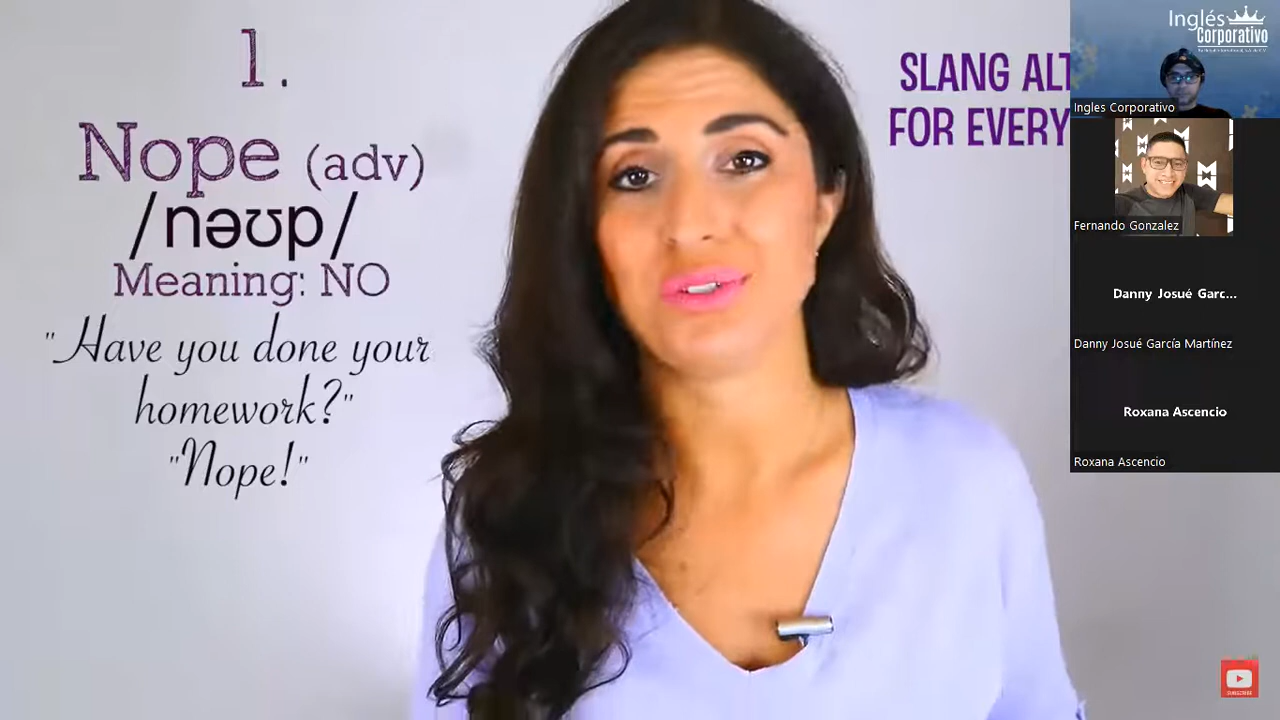 1.
Nope (adv)
/nəʊp/
Meaning: NO
"Have you done your
homework?"
"Nope!"
SLANG ALT
FOR EVERY
Inglés
Corporativo
Ingles Corporativo
Fernando Gonzalez
Danny Josué Garc...
Danny Josué García Martínez
Roxana Ascencio
Roxana Ascencio
SUBSCRIBE